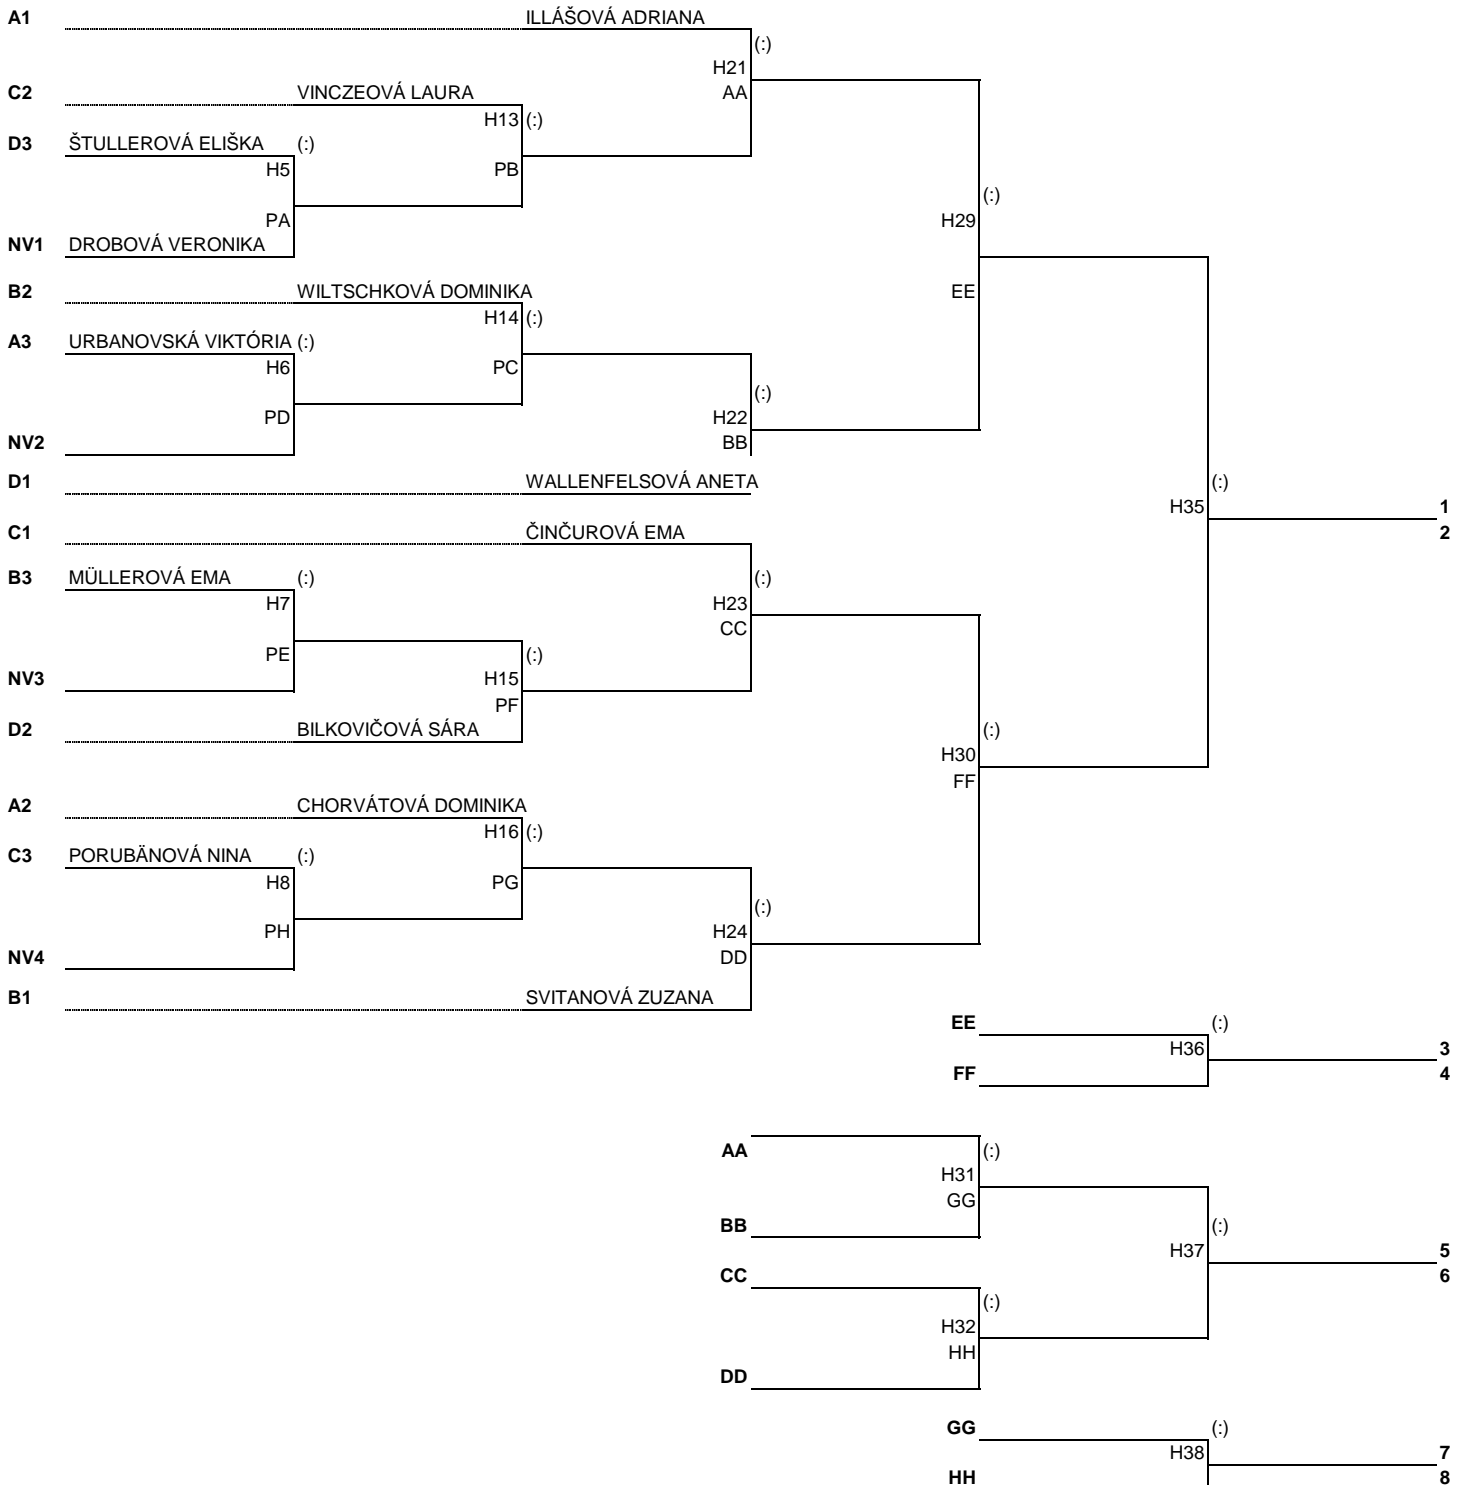 A1 ILLÁŠOVÁ ADRIANA
(:)
H21
C2 VINCZEOVÁ LAURA AA
H13 (:)
D3 ŠTULLEROVÁ ELIŠKA (:)
H5 PB
(:)
PA H29
NV1 DROBOVÁ VERONIKA
B2 WILTSCHKOVÁ DOMINIKA EE
H14 (:)
A3 URBANOVSKÁ VIKTÓRIA (:)
H6 PC
(:)
PD H22
NV2 BB
D1 WALLENFELSOVÁ ANETA (:)
H35 1
C1 ČINČUROVÁ EMA 2
B3 MÜLLEROVÁ EMA (:) (:)
H7 H23
CC
PE (:)
NV3 H15
PF
D2 BILKOVIČOVÁ SÁRA (:)
H30
FF
A2 CHORVÁTOVÁ DOMINIKA
H16 (:)
C3 PORUBÄNOVÁ NINA (:)
H8 PG
(:)
PH H24
NV4 DD
B1 SVITANOVÁ ZUZANA
EE (:)
H36 3
FF 4
AA (:)
H31
GG
BB (:)
H37 5
CC 6
(:)
H32
HH
DD
GG (:)
H38 7
HH 8